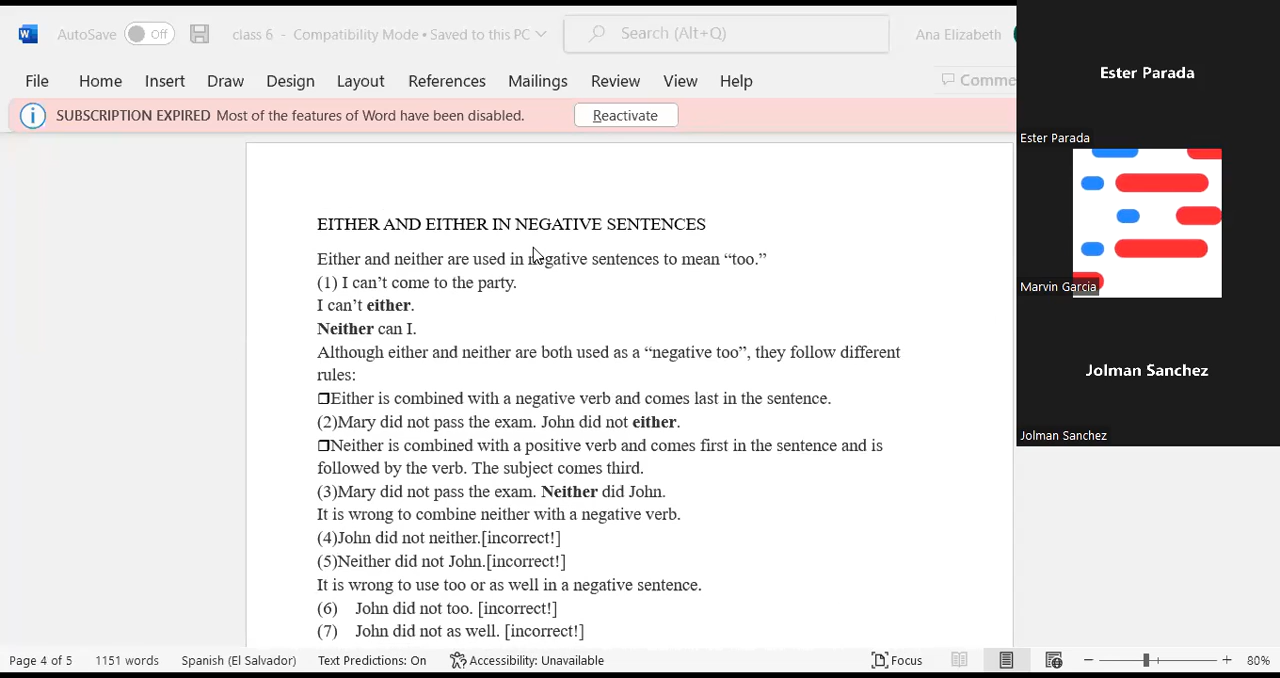 AutoSave Off class 6 - Compatibility Mode • Saved to this PC Search (Alt+Q) Ana Elizabeth
File Home Insert Draw Design Layout References Mailings Review View Help Comme
SUBSCRIPTION EXPIRED Most of the features of Word have been disabled. Reactivate
EITHER AND EITHER IN NEGATIVE SENTENCES
Either and neither are used in negative sentences to mean “too.”
(1) I can’t come to the party.
I can’t either.
Neither can I.
Although either and neither are both used as a “negative too”, they follow different
rules:
❒Either is combined with a negative verb and comes last in the sentence.
(2)Mary did not pass the exam. John did not either.
❒Neither is combined with a positive verb and comes first in the sentence and is
followed by the verb. The subject comes third.
(3)Mary did not pass the exam. Neither did John.
It is wrong to combine neither with a negative verb.
(4)John did not neither.[incorrect!]
(5)Neither did not John.[incorrect!]
It is wrong to use too or as well in a negative sentence.
(6) John did not too. [incorrect!]
(7) John did not as well. [incorrect!]
Page 4 of 5 1151 words Spanish (El Salvador) Text Predictions: On Accessibility: Unavailable Focus 80%
Ester Parada
Ester Parada
Marvin Garcia
Jolman Sanchez
Jolman Sanchez